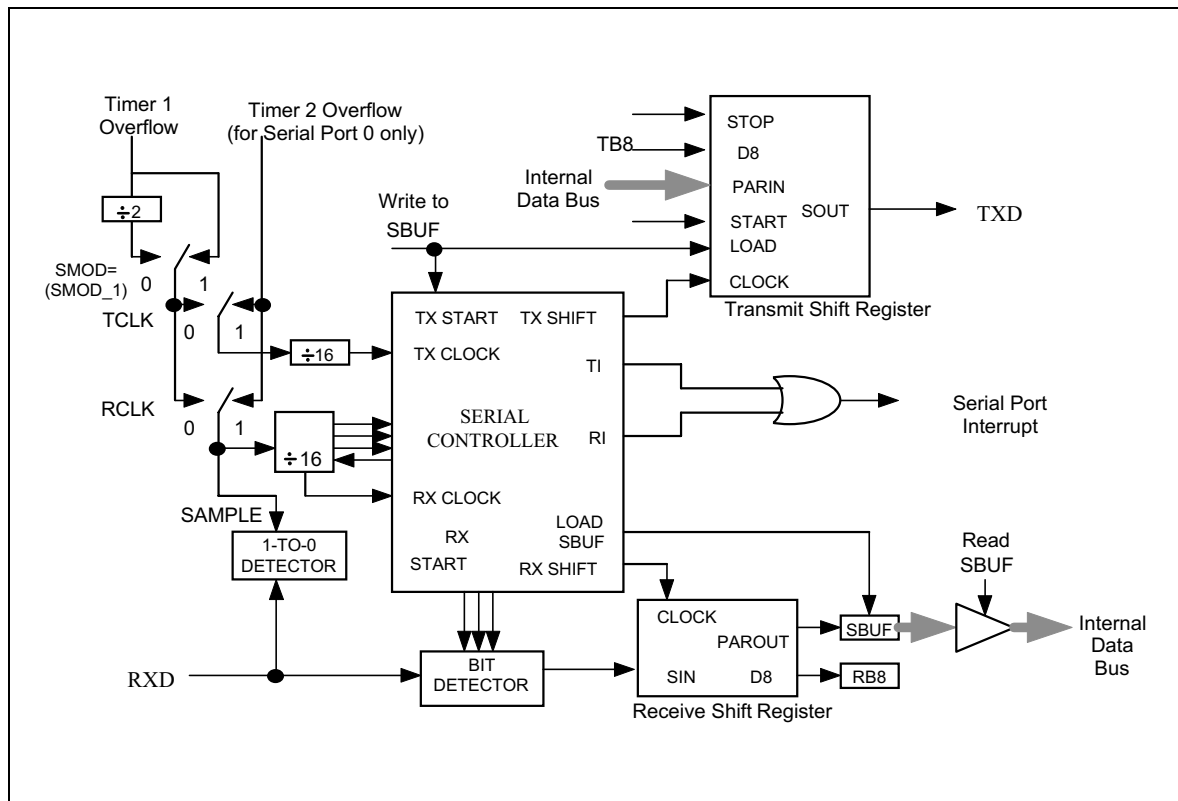 Timer 1
Overflow
Timer 2 Overflow
(for Serial Port 0 only)
÷2
SMOD=
(SMOD_1)
0
1
TCLK
0
1
÷16
RCLK
0
1
÷16
SAMPLE
1-TO-0
DETECTOR
RXD
Write to
SBUF
TX START
TX SHIFT
TX CLOCK
TI
SERIAL
CONTROLLER
RI
RX CLOCK
LOAD
SBUF
RX
START
RX SHIFT
BIT
DETECTOR
TB8
Internal
Data Bus
STOP
D8
PARIN
SOUT
START
LOAD
CLOCK
Transmit Shift Register
TXD
Serial Port
Interrupt
CLOCK
PAROUT
SIN
D8
Receive Shift Register
SBUF
RB8
Read
SBUF
Internal
Data
Bus